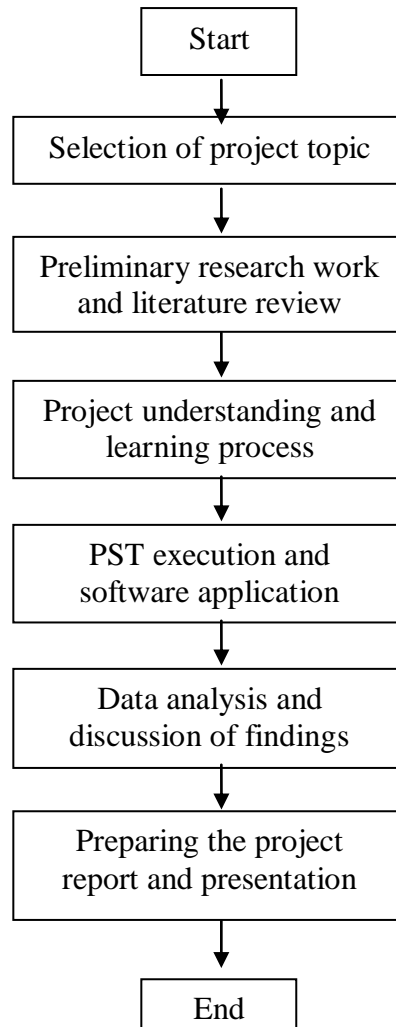 Start
Selection of project topic
Preliminary research work
and literature review
Project understanding and
learning process
PST execution and
software application
Data analysis and
discussion of findings
Preparing the project
report and presentation
End